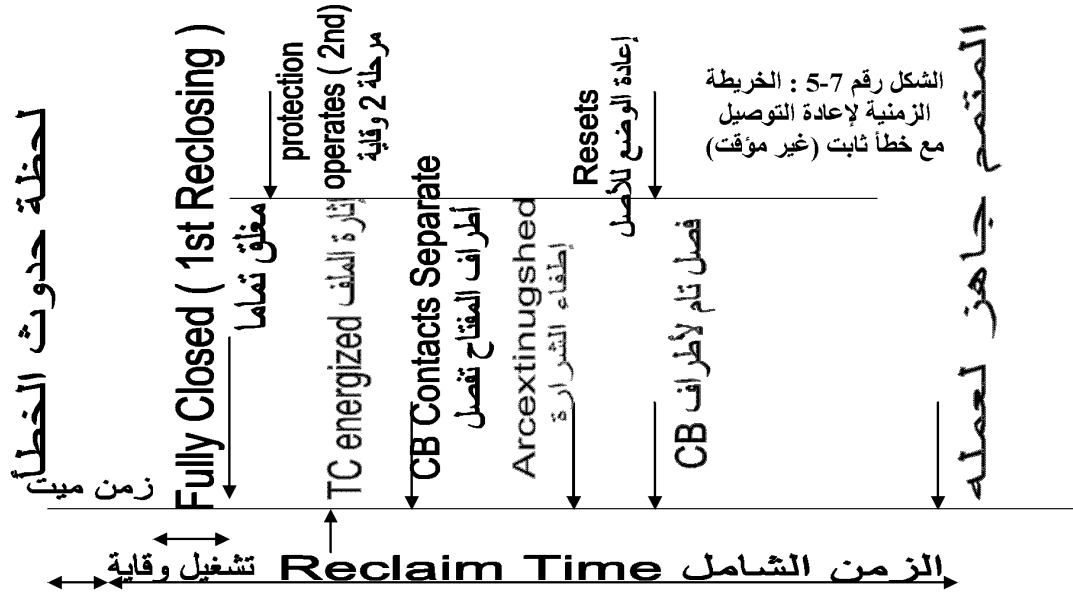 لحظة حدوث الخطأ
زمن ميت
Fully Closed ( 1st Reclosing )
مغلق تماما
protection
operates ( 2nd)
مرحلة 2 وقاية
TC energized إثارة الملف
CB Contacts Separate
أطراف المفتاح تفصل
Arcextinugshed
إطفاء الشرارة
Resets
إعادة الوضع للأصل
فصل تام لأطراف CB
الشكل رقم 7-5 : الخريطة
الزمنية لإعادة التوصيل
مع خطأ ثابت (غير مؤقت)
المتمم جاهز لعمله
تشغيل وقاية
Reclaim Time الزمن الشامل